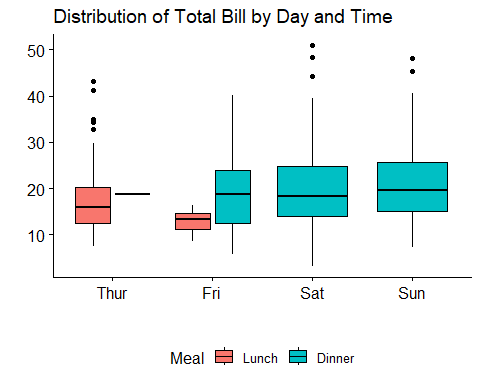 Distribution of Total Bill by Day and Time
50
40
30
20
10
Thur Fri Sat Sun
Meal Lunch Dinner